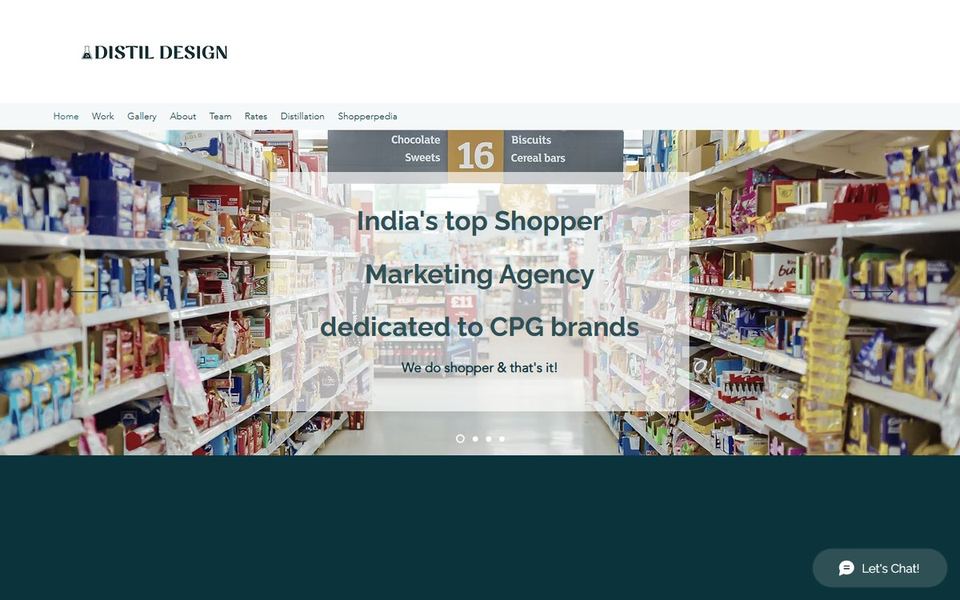 DISTIL DESIGN
Home Work Gallery About Team Rates Distillation Shopperpedia
Chocolate
Sweets
16
Biscuits
Cereal bars
India's top Shopper
Marketing Agency
£11
dedicated to CPG brands
We do shopper & that's it!
Let's Chat!